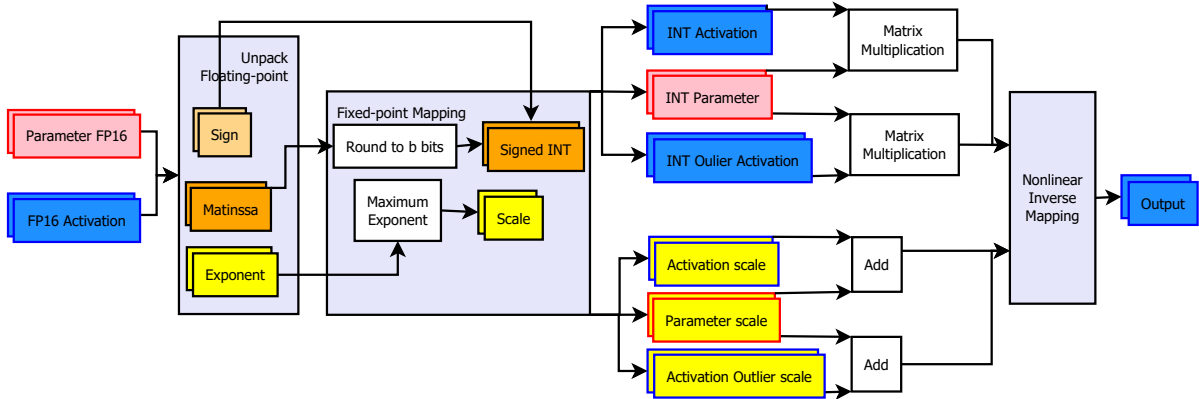 Parameter FP16
FP16 Activation
Unpack
Floating-point
Sign
Matinssa
Exponent
Fixed-point Mapping
Round to b bits
Signed INT
Maximum
Exponent
Scale
INT Activation
INT Parameter
INT Oulier Activation
Matrix
Multiplication
Matrix
Multiplication
Activation scale
Parameter scale
Activation Outlier scale
Add
Add
Nonlinear
Inverse
Mapping
Output